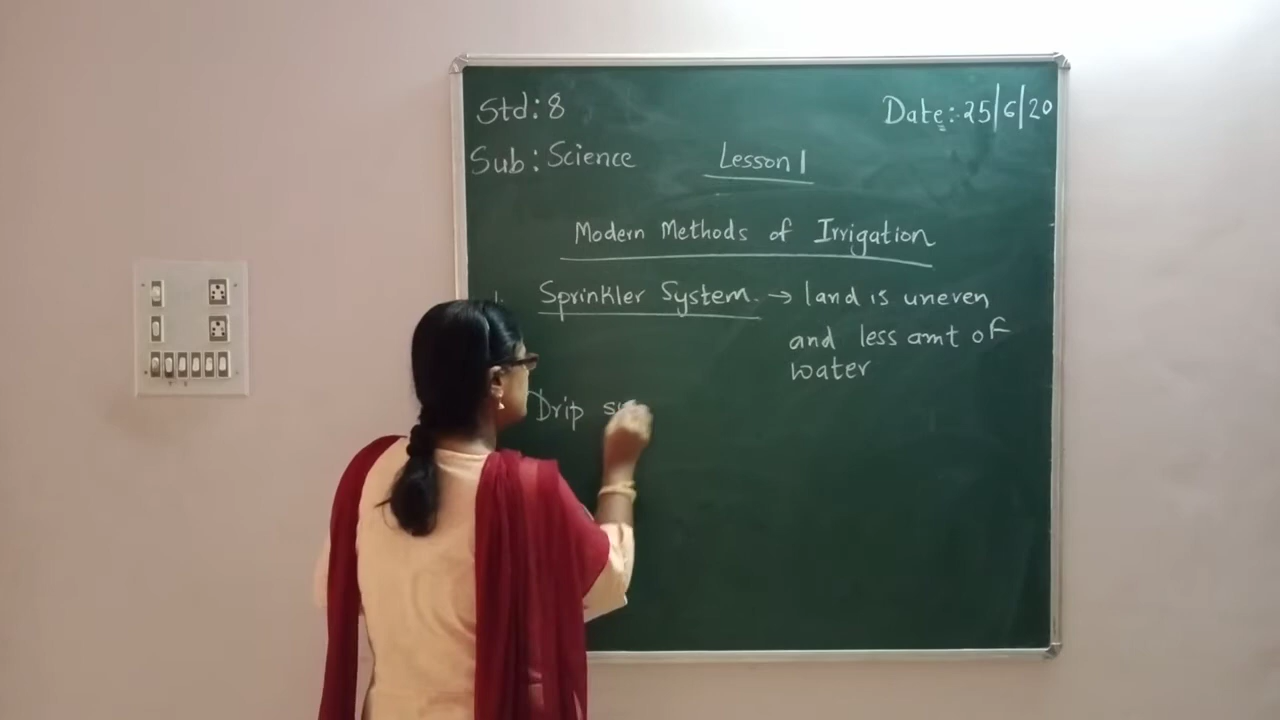 Std: 8
Date: 25/6/20
Sub: Science
Lesson 1
Modern Methods of Irrigation
1. Sprinkler System. → land is uneven
and less amt of
water
Drip